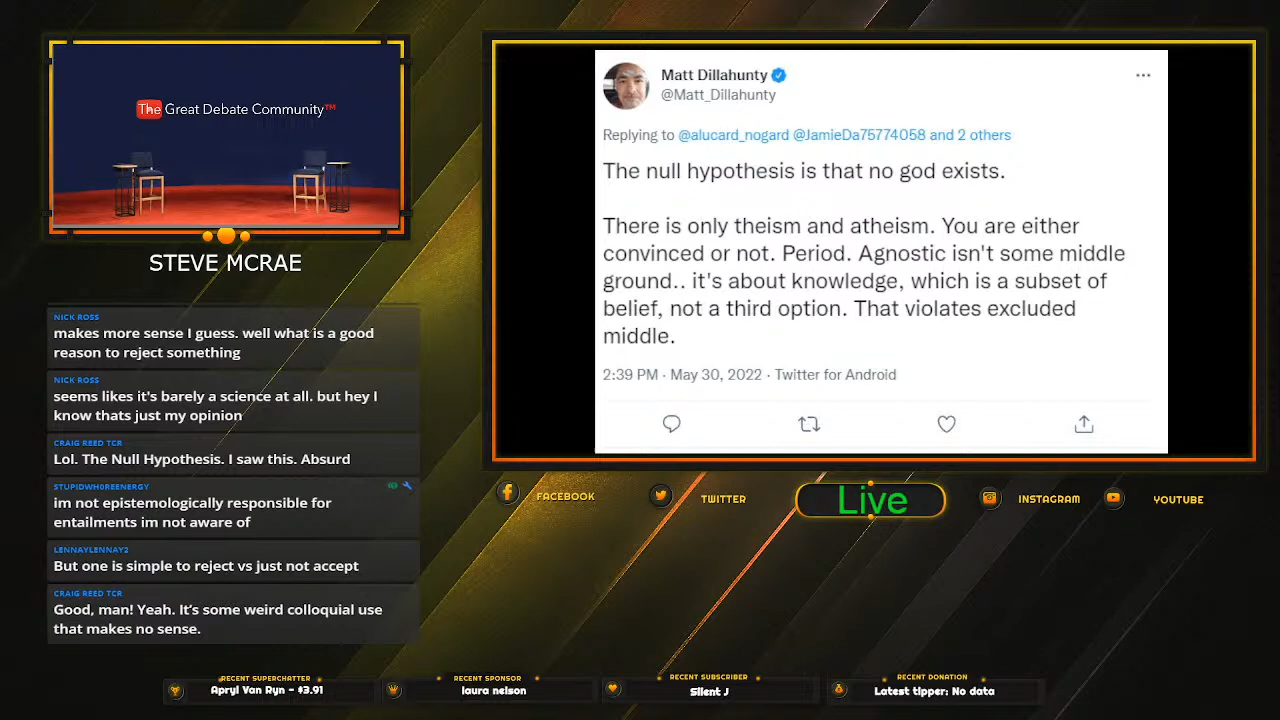 The Great Debate Community™
STEVE MCRAE
NICK ROSS
makes more sense I guess. well what is a good
reason to reject something
NICK ROSS
seems likes it's barely a science at all. but hey I
know thats just my opinion
CRAIG REED TCR
Lol. The Null Hypothesis. I saw this. Absurd
STUPIDWH0REENERGY
im not epistemologically responsible for
entailments im not aware of
LENNAYLENNAY2
But one is simple to reject vs just not accept
CRAIG REED TCR
Good, man! Yeah. It's some weird colloquial use
that makes no sense.
Matt Dillahunty
@Matt_Dillahunty
Replying to @alucard_nogard @JamieDa75774058 and 2 others
The null hypothesis is that no god exists.
There is only theism and atheism. You are either
convinced or not. Period. Agnostic isn't some middle
ground.. it's about knowledge, which is a subset of
belief, not a third option. That violates excluded
middle.
2:39 PM · May 30, 2022 · Twitter for Android
FACEBOOK
TWITTER
Live
INSTAGRAM
YOUTUBE
RECENT SUPERCHATTER
Apryl Van Ryn - $3.91
RECENT SPONSOR
laura nelson
RECENT SUBSCRIBER
Silent J
RECENT DONATION
Latest tipper: No data